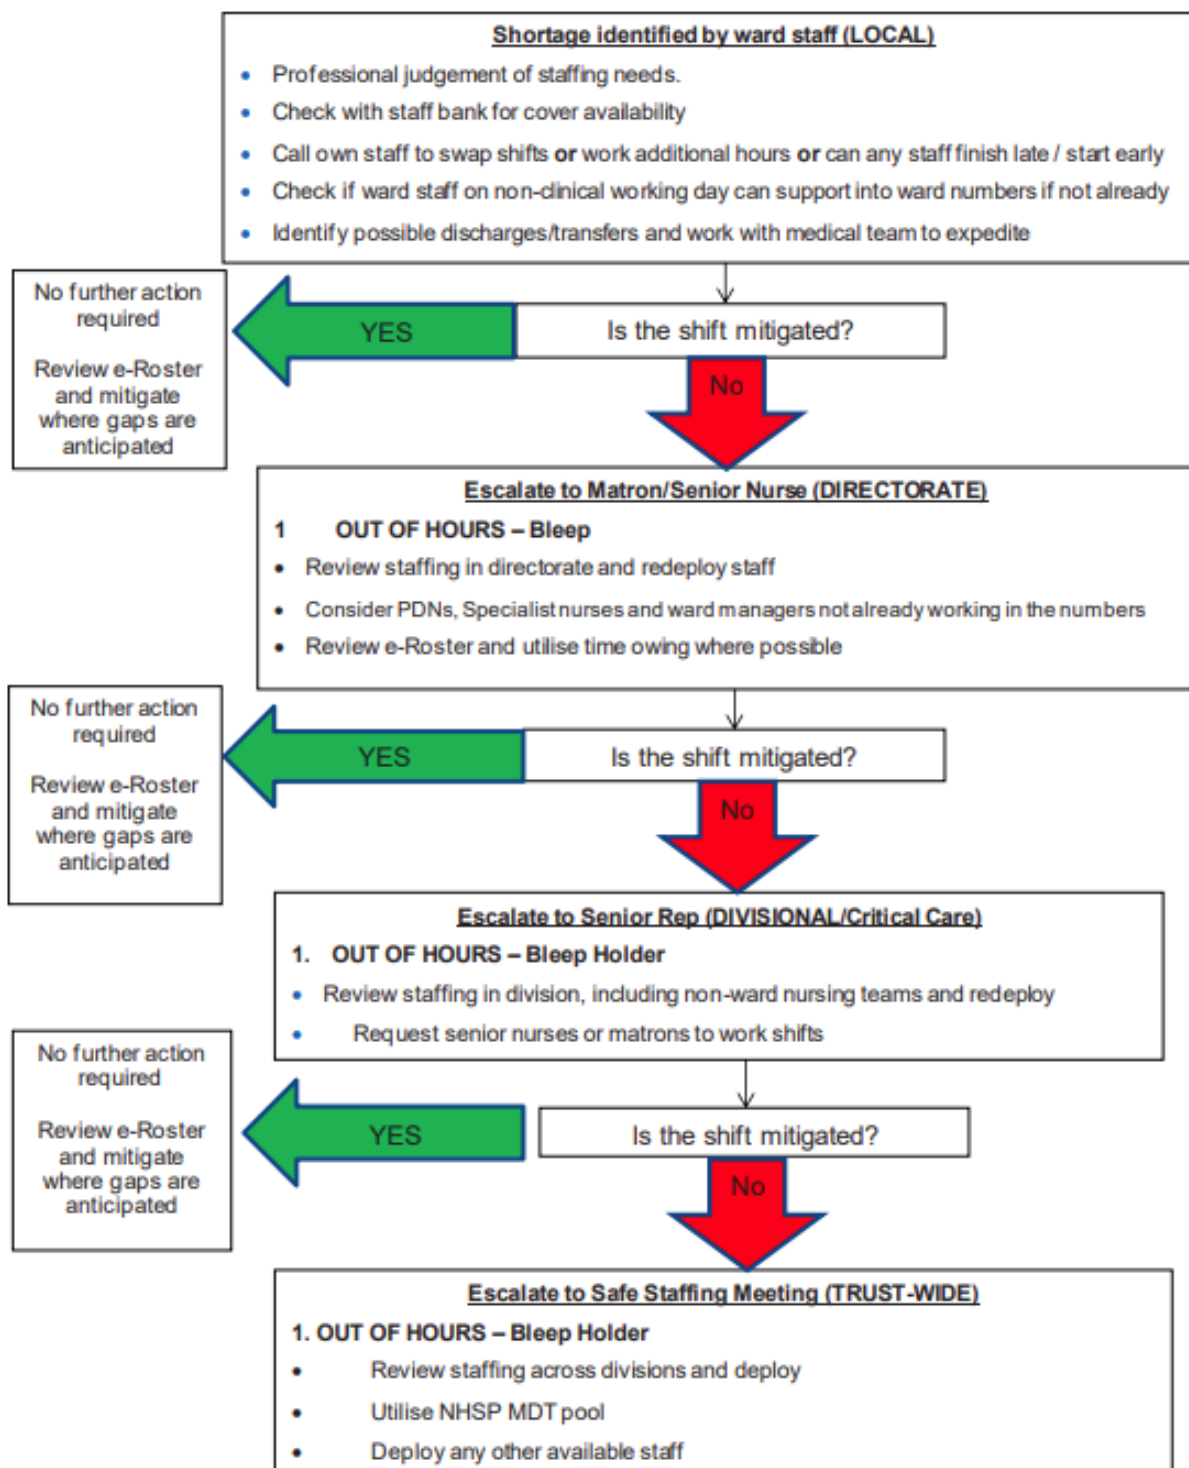 Shortage identified by ward staff (LOCAL)
• Professional judgement of staffing needs.
• Check with staff bank for cover availability
• Call own staff to swap shifts or work additional hours or can any staff finish late / start early
• Check if ward staff on non-clinical working day can support into ward numbers if not already
• Identify possible discharges/transfers and work with medical team to expedite
No further action
required
Review e-Roster
and mitigate
where gaps are
anticipated
YES
Is the shift mitigated?
No
Escalate to Matron/Senior Nurse (DIRECTORATE)
1 OUT OF HOURS – Bleep
• Review staffing in directorate and redeploy staff
• Consider PDNs, Specialist nurses and ward managers not already working in the numbers
• Review e-Roster and utilise time owing where possible
No further action
required
Review e-Roster
and mitigate
where gaps are
anticipated
YES
Is the shift mitigated?
No
Escalate to Senior Rep (DIVISIONAL/Critical Care)
1. OUT OF HOURS – Bleep Holder
• Review staffing in division, including non-ward nursing teams and redeploy
• Request senior nurses or matrons to work shifts
No further action
required
Review e-Roster
and mitigate
where gaps are
anticipated
YES
Is the shift mitigated?
No
Escalate to Safe Staffing Meeting (TRUST-WIDE)
1. OUT OF HOURS – Bleep Holder
• Review staffing across divisions and deploy
• Utilise NHSP MDT pool
• Deploy any other available staff